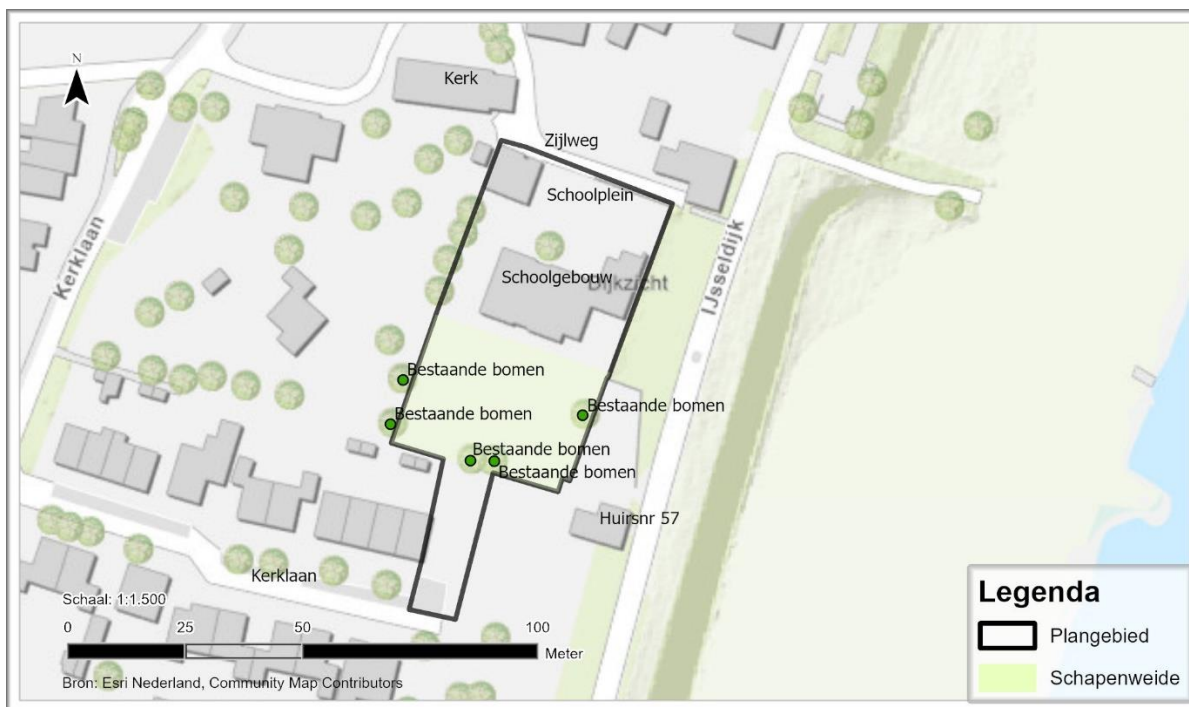 N
Kerk
Zijlweg
Schoolplein
Schoolgebouw
Dijkzicht
Kerklaan
IJsseldijk
Bestaande bomen
Bestaande bomen
Bestaande bomen
Bestaande bomen
Bestaande bomen
Huirsnr 57
Kerklaan
Schaal: 1:1.500
0 25 50 100
Meter
Bron: Esri Nederland, Community Map Contributors
Legenda
Plangebied
Schapenweide